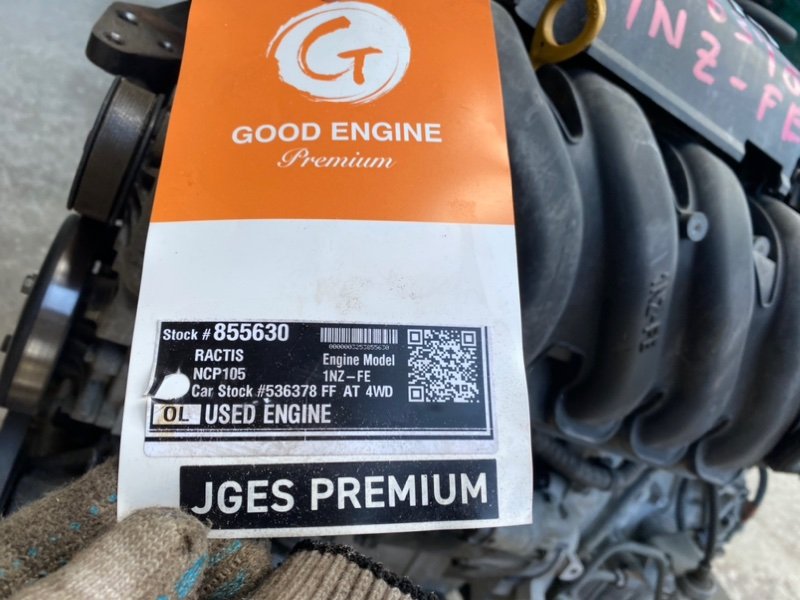 GT
GOOD ENGINE
Premium
Stock # 855630
0000003253855630
RACTIS
Engine Model
NCP105
1NZ-FE
Car Stock #536378 FF AT 4WD
OL USED ENGINE
JGES PREMIUM
1NZ-FE